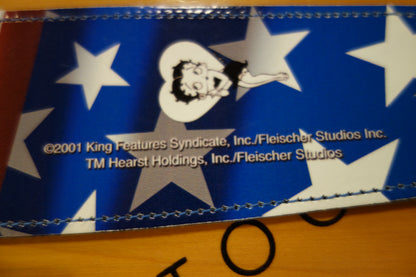 ©2001 King Features Syndicate, Inc./Fleischer Studios Inc.
TM Hearst Holdings, Inc./Fleischer Studios